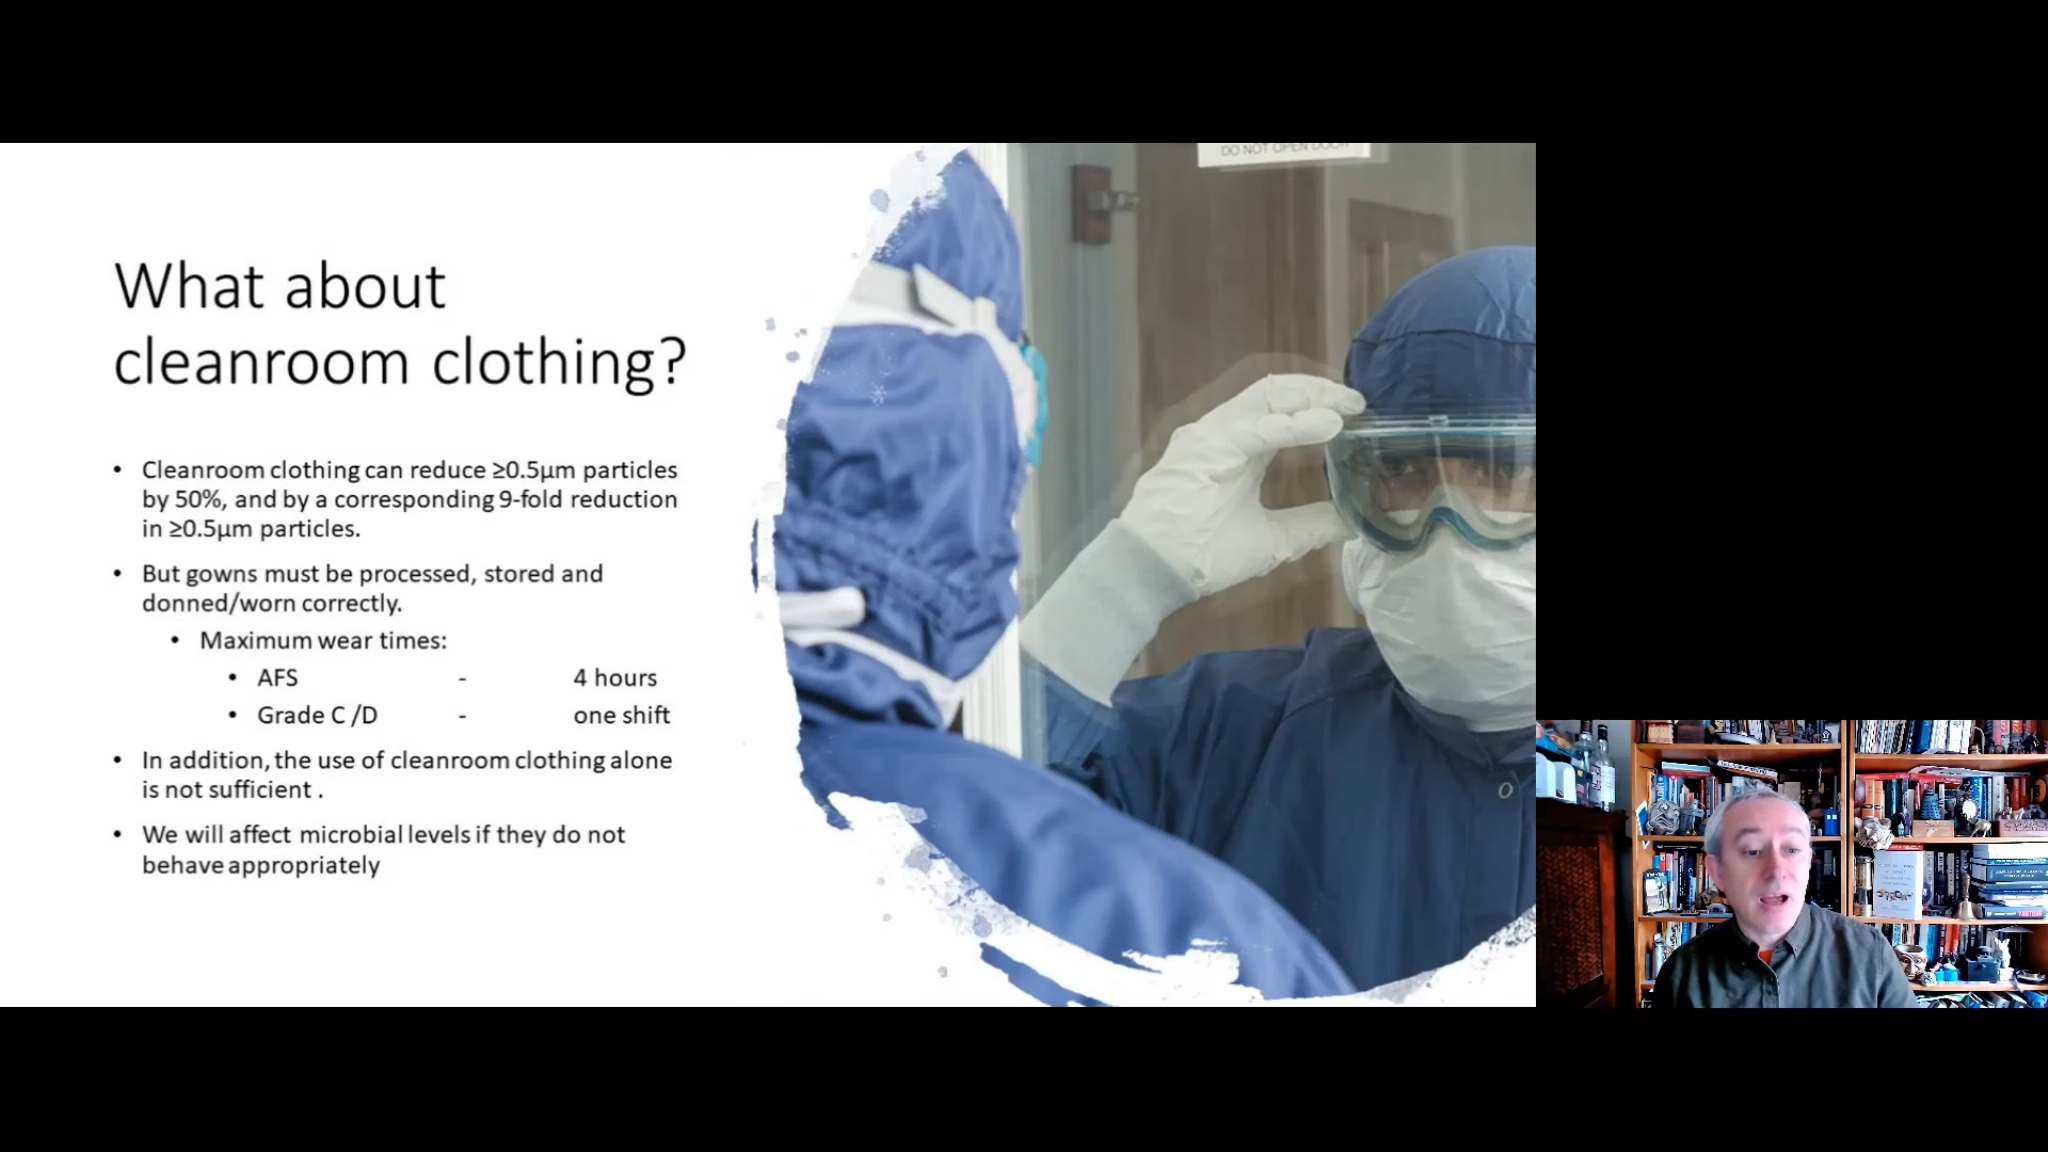 DO NOT OPEN DOOR
What about
cleanroom clothing?
• Cleanroom clothing can reduce ≥0.5µm particles
by 50%, and by a corresponding 9-fold reduction
in ≥0.5µm particles.
• But gowns must be processed, stored and
donned/worn correctly.
• Maximum wear times:
• AFS - 4 hours
• Grade C /D - one shift
• In addition, the use of cleanroom clothing alone
is not sufficient .
• We will affect microbial levels if they do not
behave appropriately